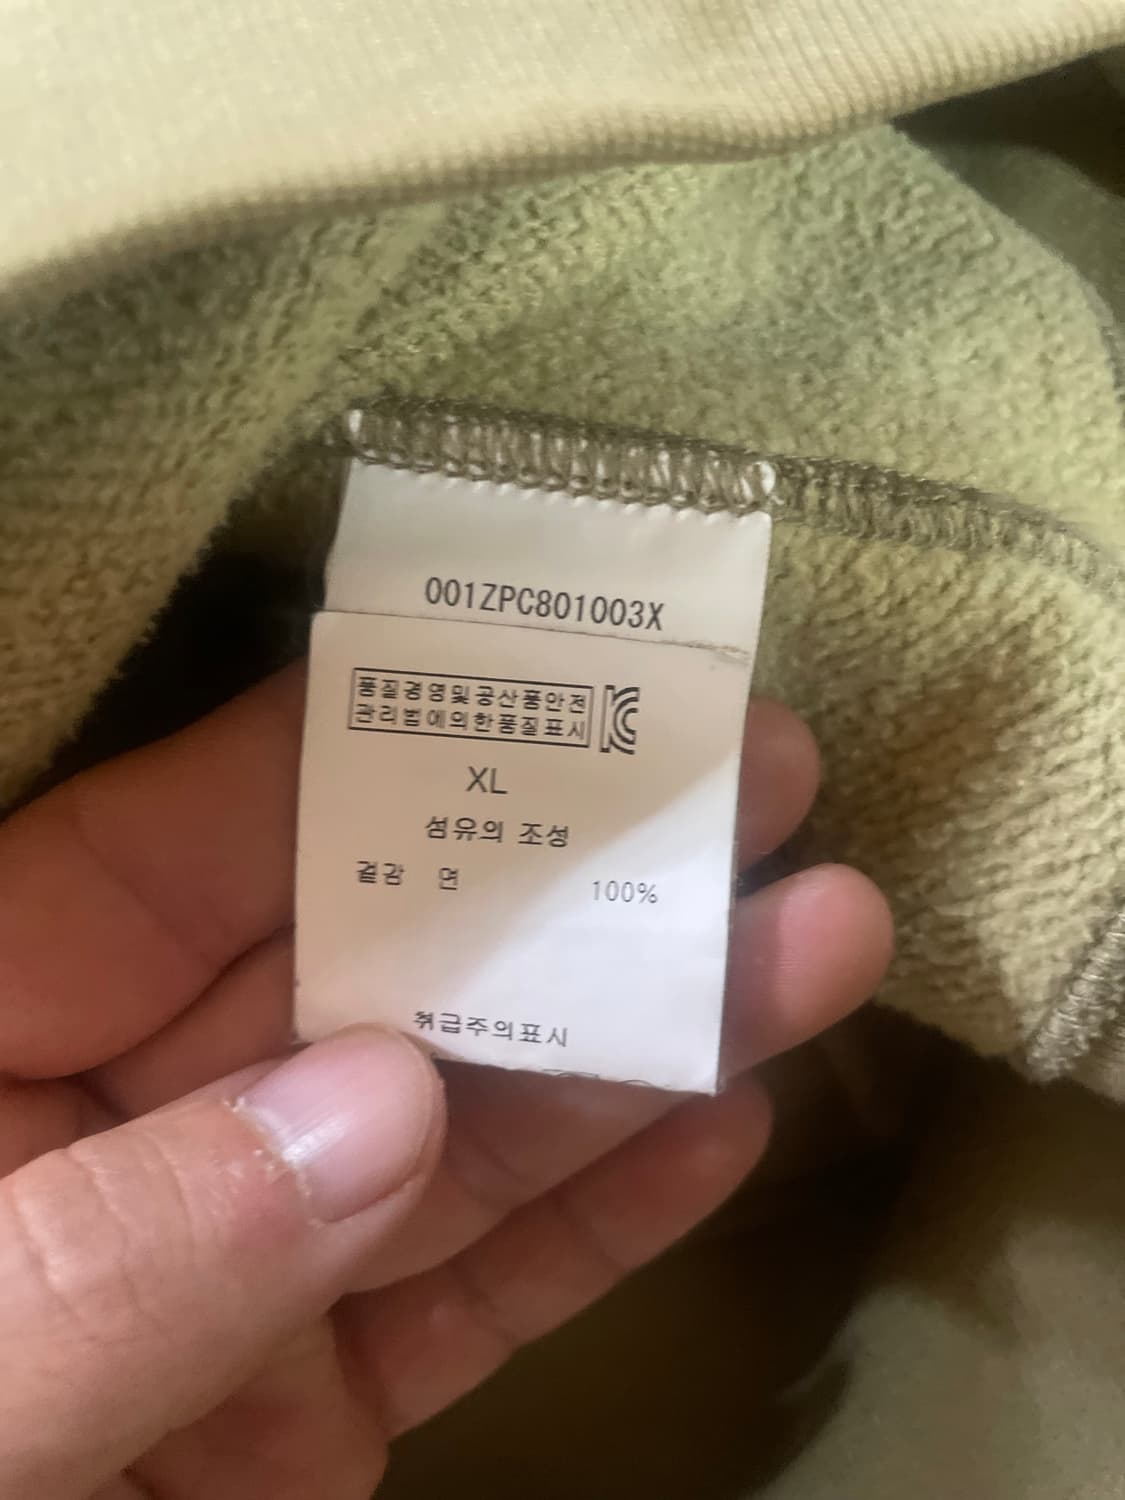 001ZPC801003X
품질경영및공산품안전
관리법에의한품질표시
XL
섬유의 조성
겉감 면 100%
취급주의표시